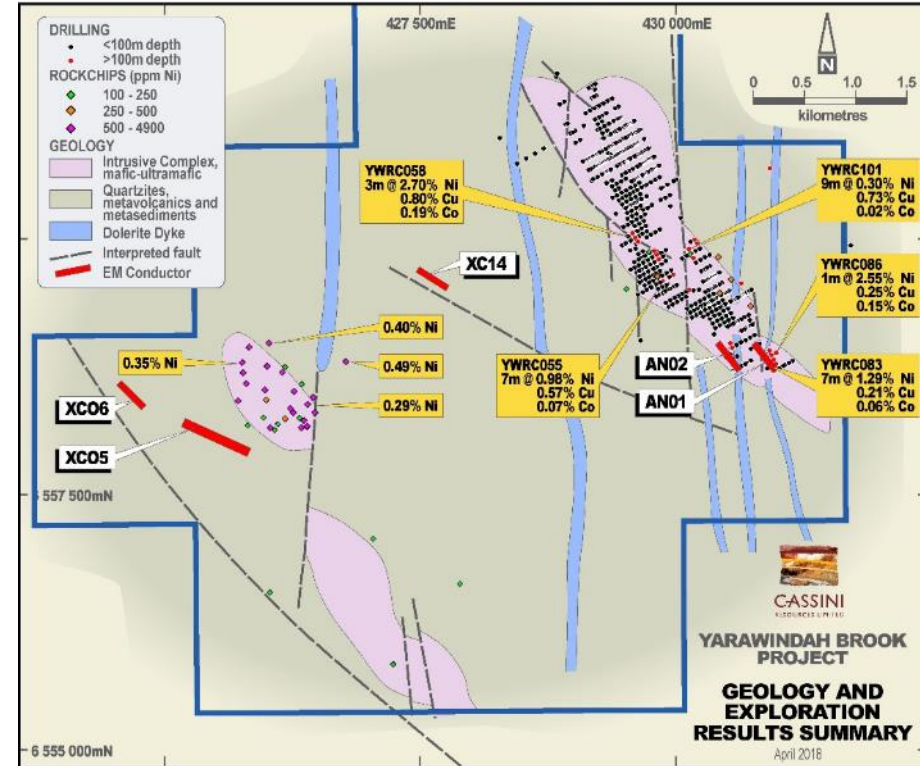 427 500mE
430 000mE
DRILLING
<100m depth
>100m depth
ROCKCHIPS (ppm Ni)
100 - 250
250 - 500
500 - 4900
GEOLOGY
Intrusive Complex,
mafic-ultramafic
Quartzites,
metavolcanics and
metasediments
Dolerite Dyke
Interpreted fault
EM Conductor
N
0 0.5 1.0 1.5
kilometres
YWRC058
3m @ 2.70% Ni
0.80% Cu
0.19% Co
YWRC101
9m @ 0.30% Ni
0.73% Cu
0.02% Co
XC14
YWRC086
1m @ 2.55% Ni
0.25% Cu
0.15% Co
0.40% Ni
0.35% Ni
0.49% Ni
0.29% Ni
YWRC055
7m @ 0.98% Ni
0.57% Cu
0.07% Co
AN02
AN01
YWRC083
7m @ 1.29% Ni
0.21% Cu
0.06% Co
XCO6
XCO5
6 557 500mN
CASSINI
RESOURCES LIMITED
YARAWINDAH BROOK
PROJECT
GEOLOGY AND
EXPLORATION
RESULTS SUMMARY
April 2018
6 555 000mN